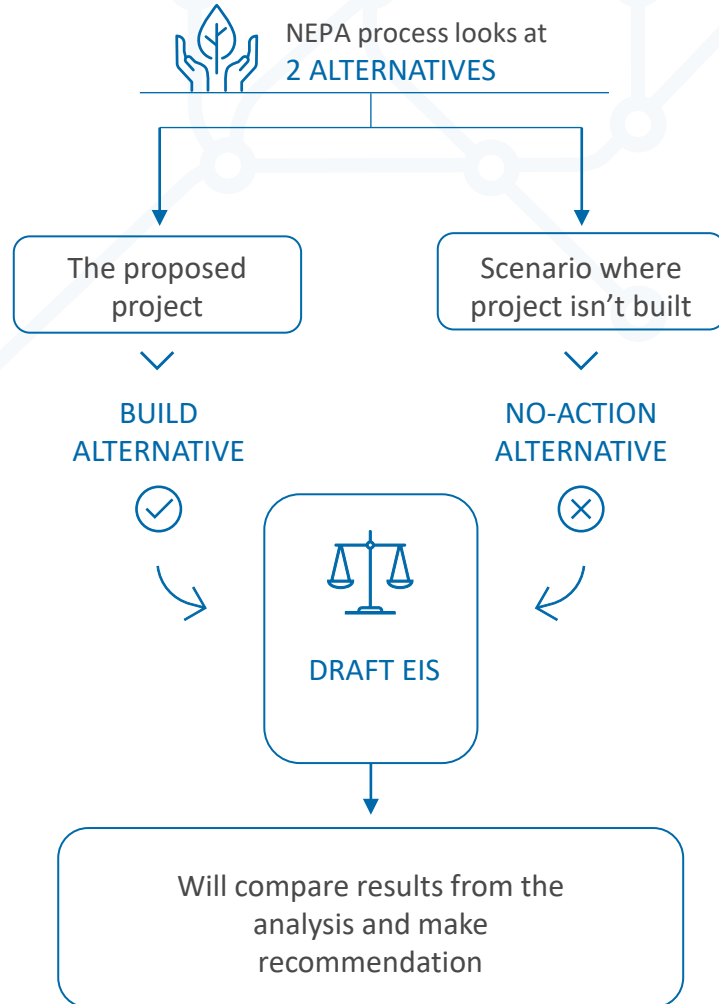 NEPA process looks at
2 ALTERNATIVES
The proposed
project
Scenario where
project isn’t built
BUILD
ALTERNATIVE
NO-ACTION
ALTERNATIVE
DRAFT EIS
Will compare results from the
analysis and make
recommendation